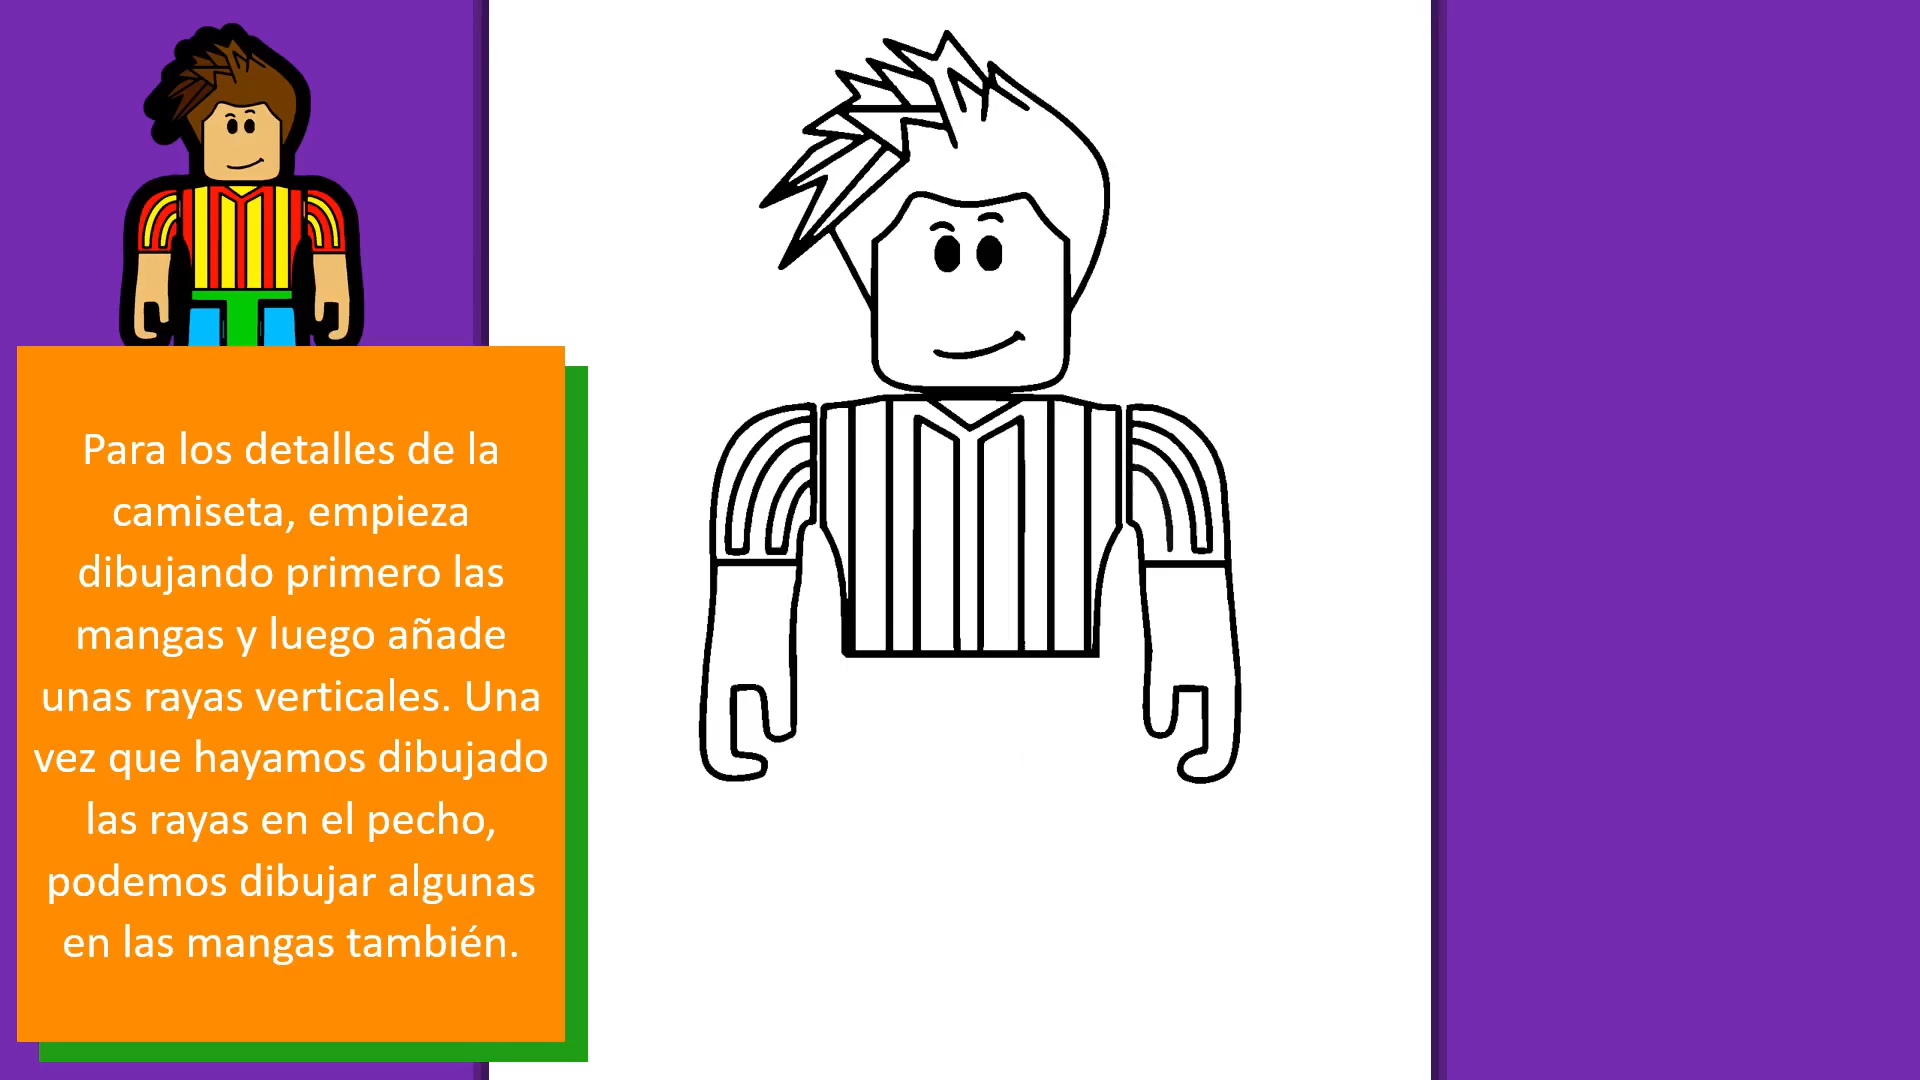 Para los detalles de la
camiseta, empieza
dibujando primero las
mangas y luego añade
unas rayas verticales. Una
vez que hayamos dibujado
las rayas en el pecho,
podemos dibujar algunas
en las mangas también.